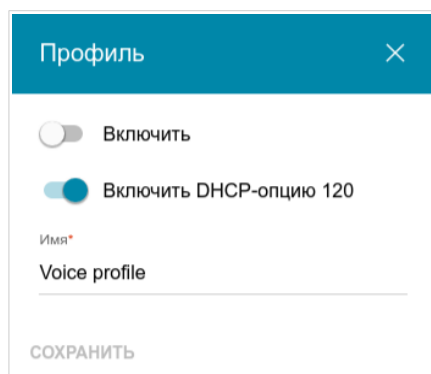 Профиль
Включить
Включить DHCP-опцию 120
Имя*
Voice profile
СОХРАНИТЬ